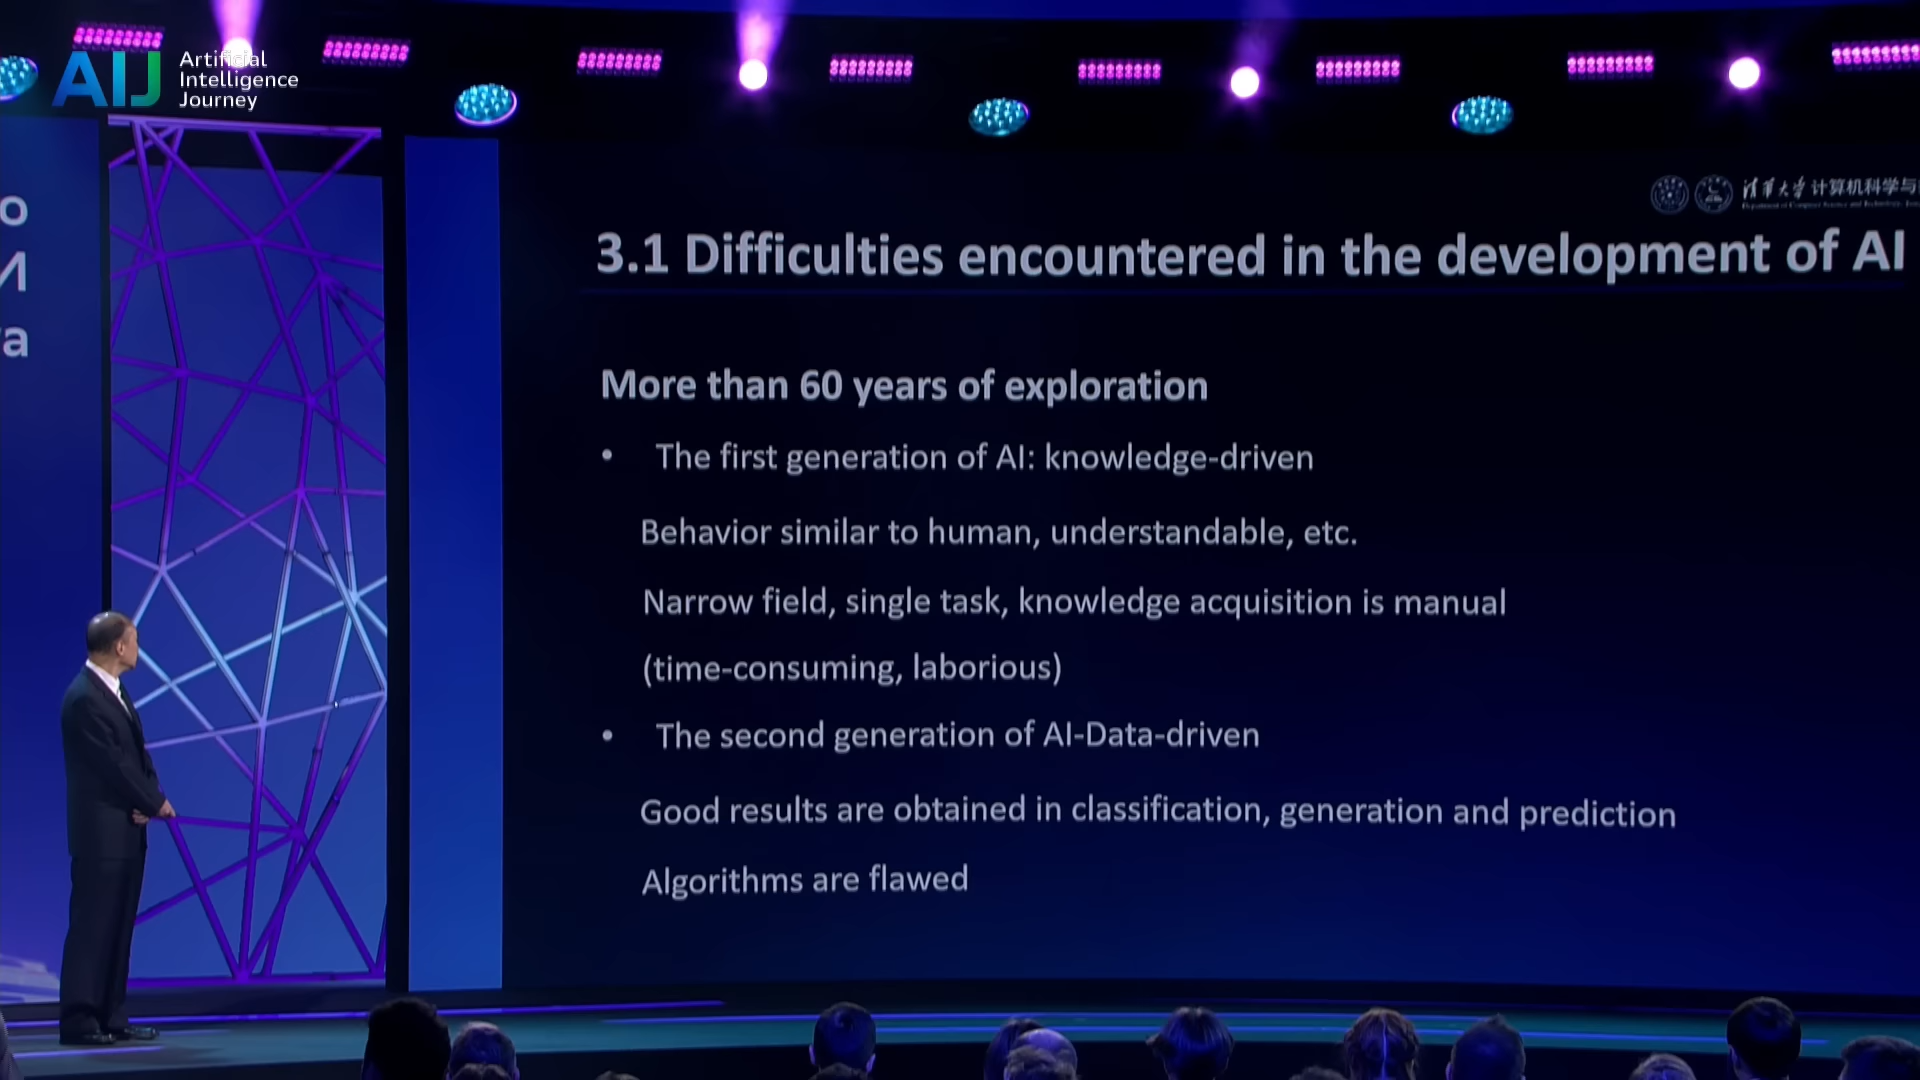 AIJ
Artificial
Intelligence
Journey
о
И
а
清华大学计算机科学与
3.1 Difficulties encountered in the development of AI
More than 60 years of exploration
• The first generation of AI: knowledge-driven
Behavior similar to human, understandable, etc.
Narrow field, single task, knowledge acquisition is manual
(time-consuming, laborious)
• The second generation of AI-Data-driven
Good results are obtained in classification, generation and prediction
Algorithms are flawed